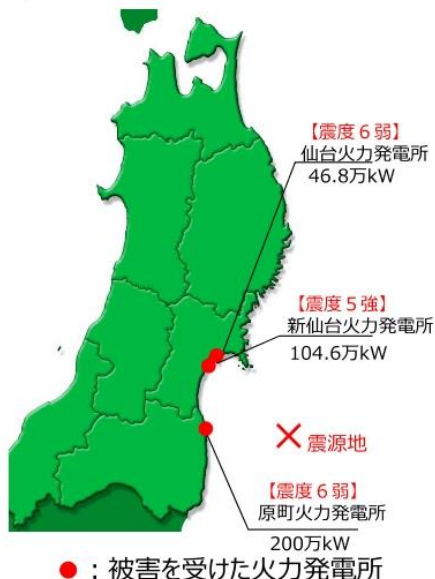 【震度６弱】
仙台火力発電所
46.8万kW
【震度５強】
新仙台火力発電所
104.6万kW
震源地
【震度６弱】
原町火力発電所
200万kW
●：被害を受けた火力発電所